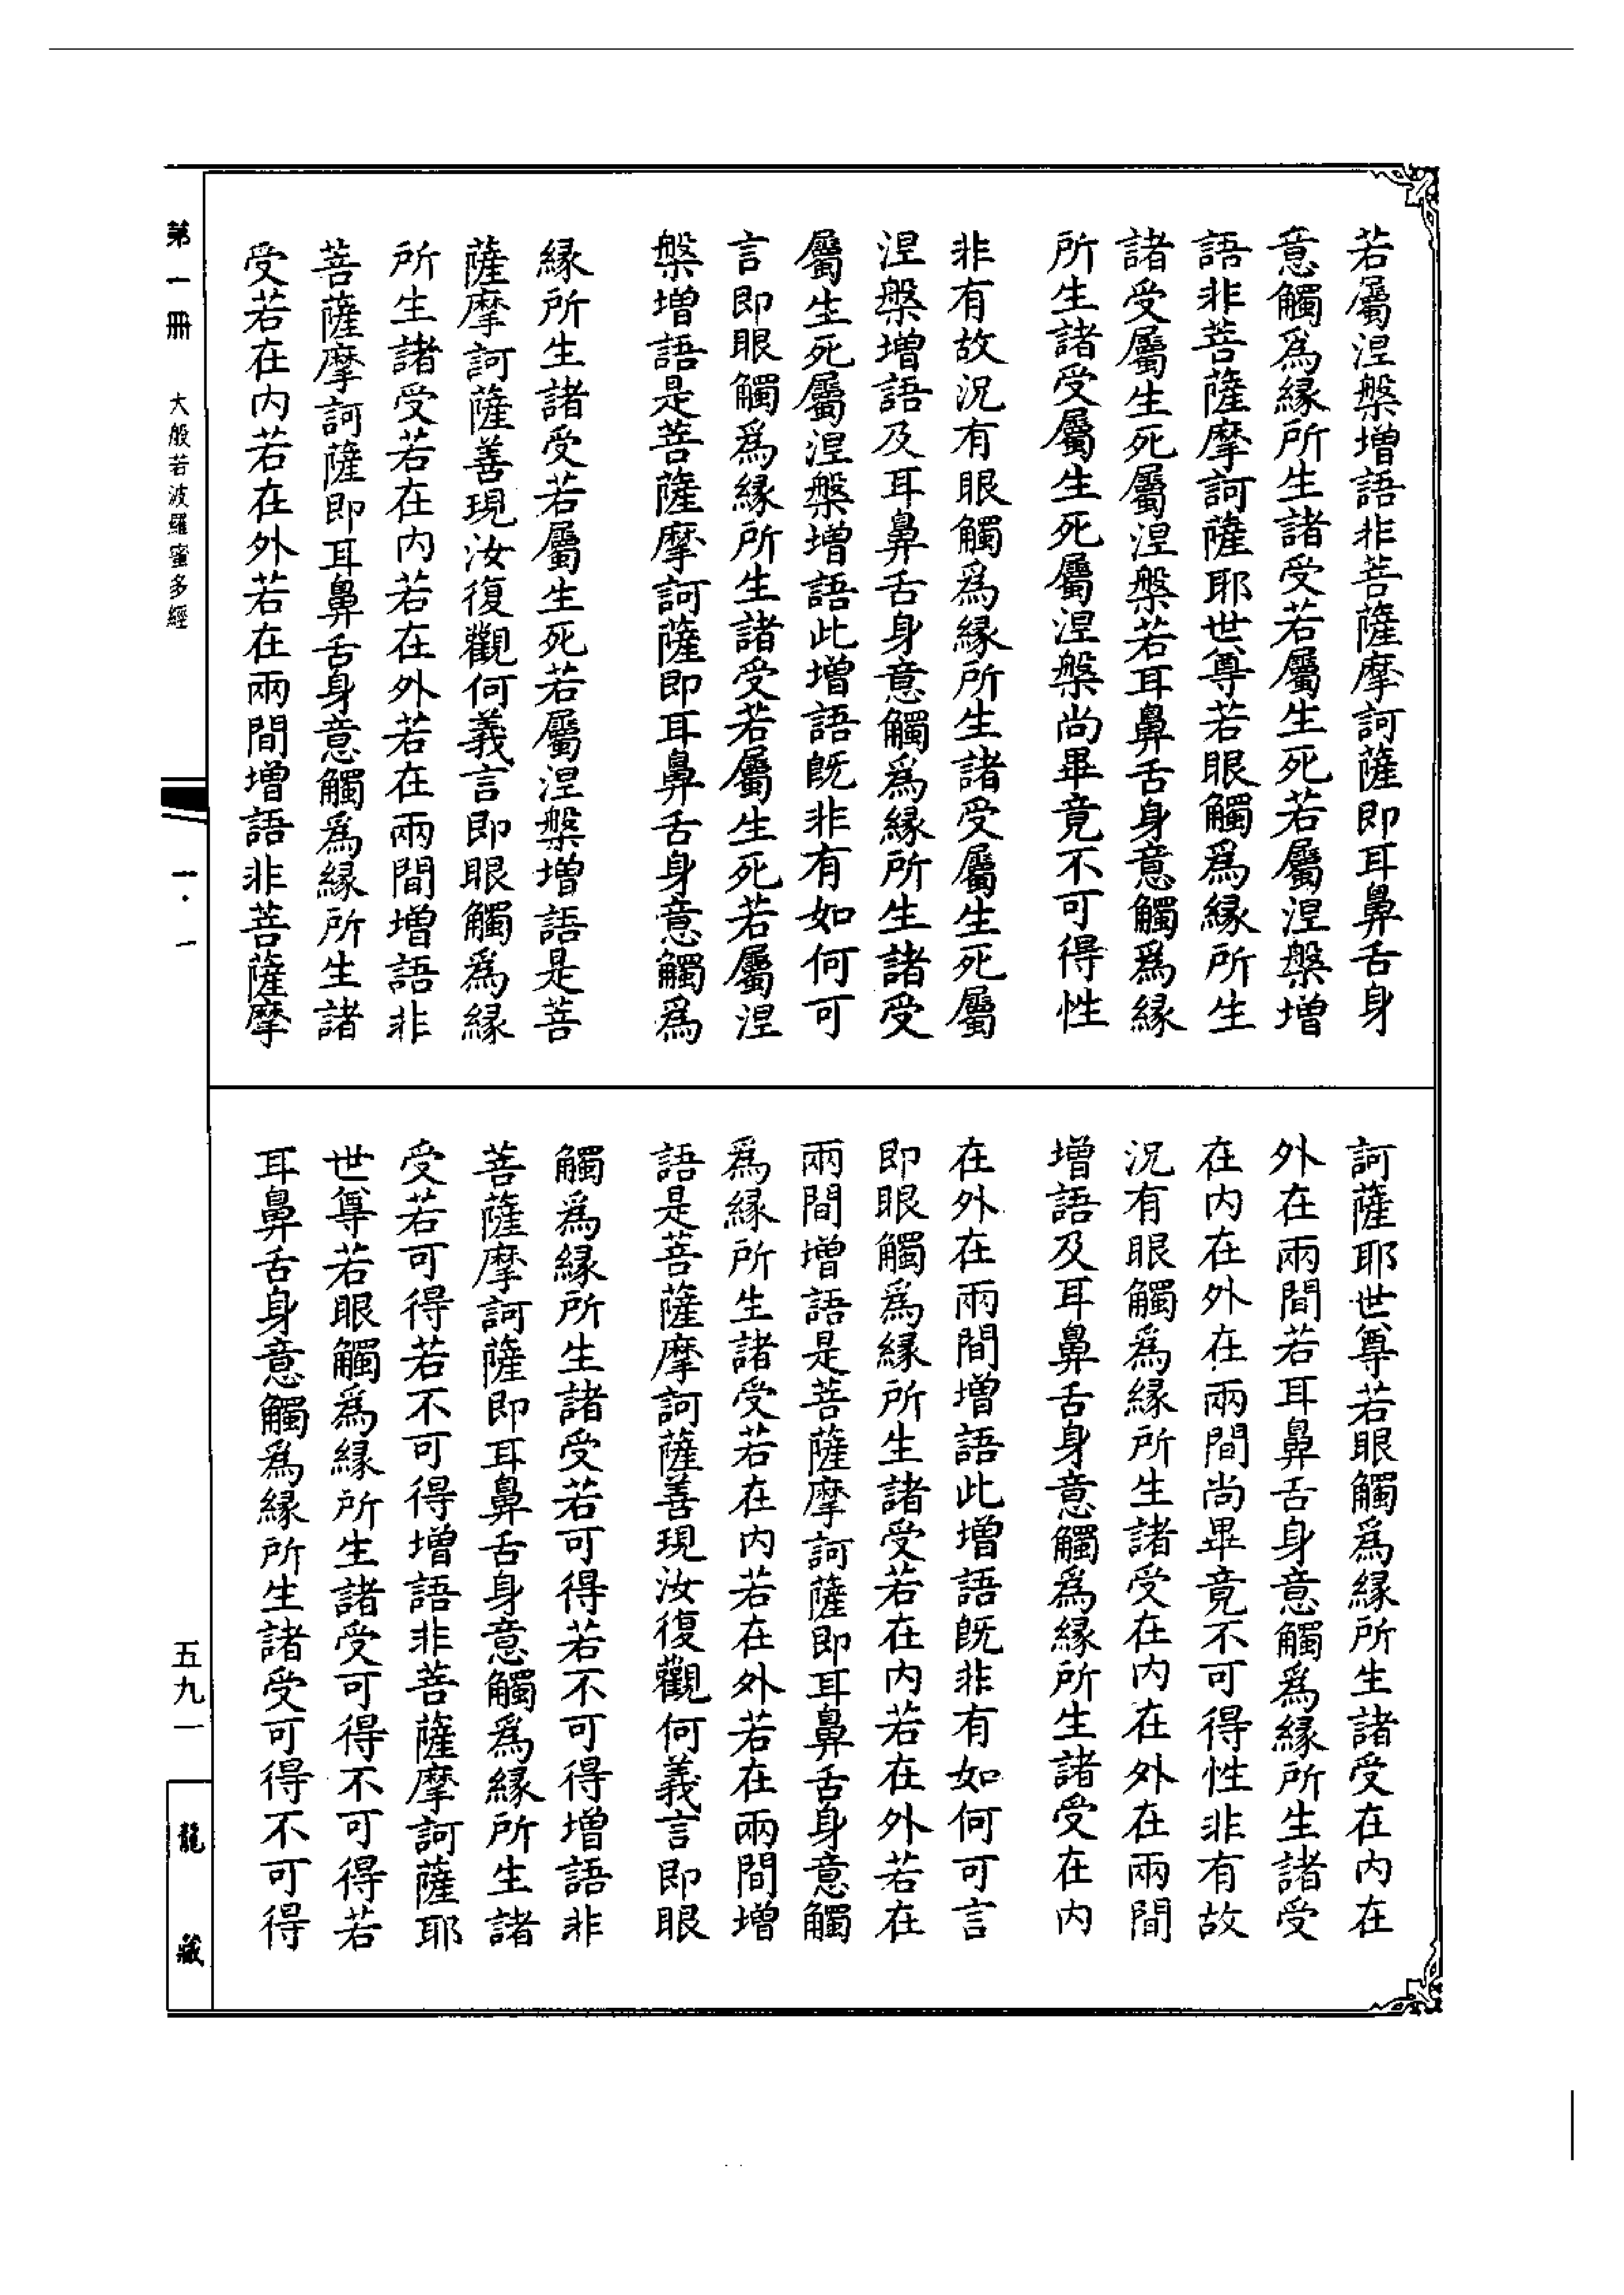 若屬涅槃增語非菩薩摩訶薩即耳鼻舌身
意觸爲緣所生諸受若屬生死若屬涅槃增
語非菩薩摩訶薩耶世尊若眼觸爲緣所生
諸受屬生死屬涅槃若耳鼻舌身意觸爲緣
所生諸受屬生死屬涅槃尚畢竟不可得性
非有故況有眼觸爲緣所生諸受屬生死屬
涅槃增語及耳鼻舌身意觸爲緣所生諸受
屬生死屬涅槃增語此增語既非有如何可
言即眼觸爲緣所生諸受若屬生死若屬涅
槃增語是菩薩摩訶薩即耳鼻舌身意觸爲
緣所生諸受若屬生死若屬涅槃增語是菩
薩摩訶薩善現汝復觀何義言即眼觸爲緣
所生諸受若在內若在外若在兩間增語非
菩薩摩訶薩即耳鼻舌身意觸爲緣所生諸
受若在內若在外若在兩間增語非菩薩摩
訶薩耶世尊若眼觸爲緣所生諸受在內在
外在兩間若耳鼻舌身意觸爲緣所生諸受
在內在外在兩間尚畢竟不可得性非有故
況有眼觸爲緣所生諸受在內在外在兩間
增語及耳鼻舌身意觸爲緣所生諸受在內
在外在兩間增語此增語既非有如何可言
即眼觸爲緣所生諸受若在內若在外若在
兩間增語是菩薩摩訶薩即耳鼻舌身意觸
爲緣所生諸受若在內若在外若在兩間增
語是菩薩摩訶薩善現汝復觀何義言即眼
觸爲緣所生諸受若可得若不可得增語非
菩薩摩訶薩即耳鼻舌身意觸爲緣所生諸
受若可得若不可得增語非菩薩摩訶薩耶
世尊若眼觸爲緣所生諸受可得不可得若
耳鼻舌身意觸爲緣所生諸受可得不可得
第一冊 大般若波羅蜜多經
一·一
五九一
龍藏